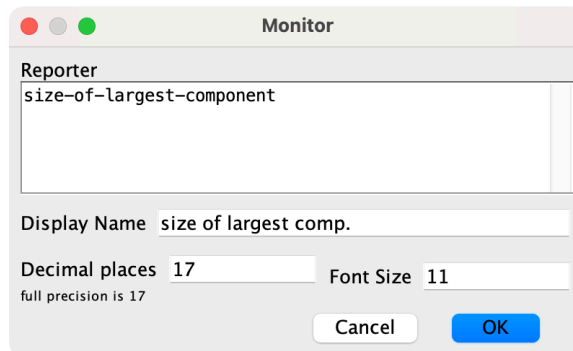 Monitor
Reporter
size-of-largest-component
Display Name size of largest comp.
Decimal places 17 Font Size 11
full precision is 17
Cancel OK